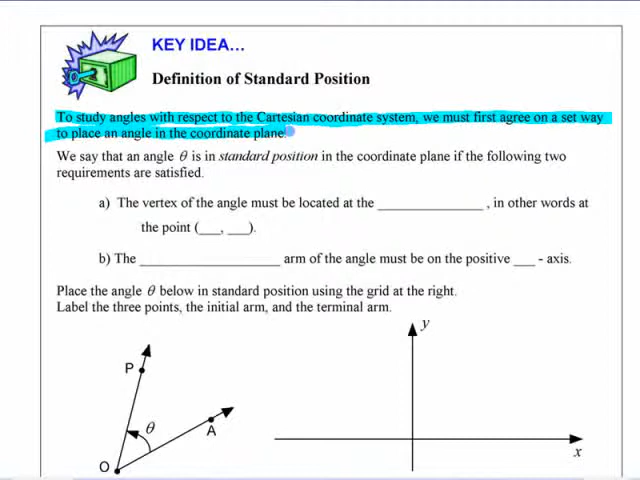 KEY IDEA…
Definition of Standard Position
To study angles with respect to the Cartesian coordinate system, we must first agree on a set way
to place an angle in the coordinate plane.
We say that an angle θ is in standard position in the coordinate plane if the following two
requirements are satisfied.
a) The vertex of the angle must be located at the _______________ , in other words at
the point (___, ___).
b) The ____________________ arm of the angle must be on the positive ___ - axis.
Place the angle θ below in standard position using the grid at the right.
Label the three points, the initial arm, and the terminal arm.
y
P
θ
A
x
O